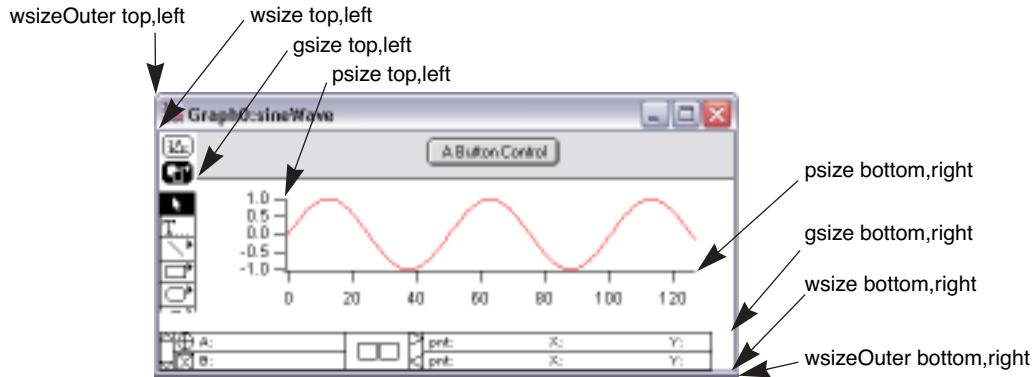 wsizeOuter top,left
wsize top,left
gsize top,left
psize top,left
Graph0:sineWave
A Button Control
psize bottom,right
1.0
0.5
0.0
-0.5
-1.0
T...
gsize bottom,right
wsize bottom,right
0 20 40 60 80 100 120
A: pnt: X: Y:
B: pnt: X: Y:
wsizeOuter bottom,right